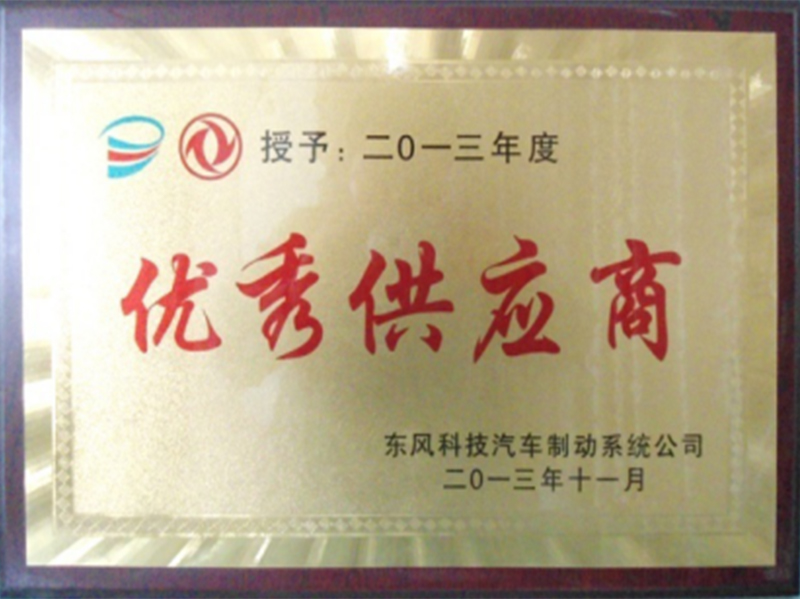 授予：二0一三年度
优秀供应商
东风科技汽车制动系统公司
二0一三年十一月